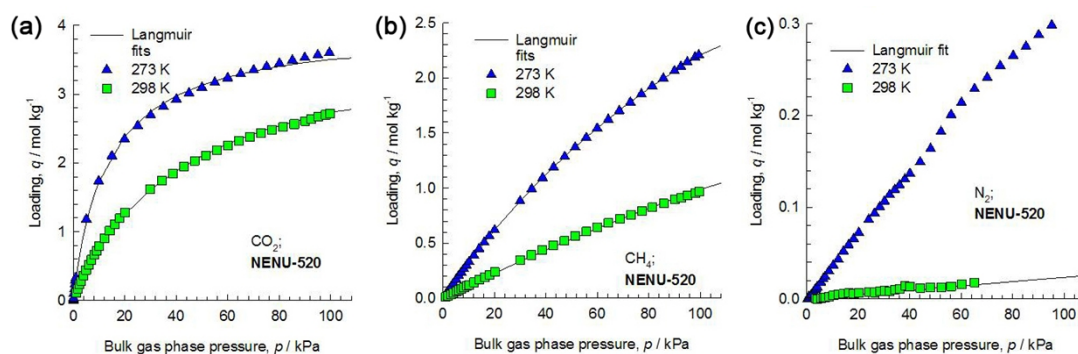 (a)
Loading, q / mol kg⁻¹
4
3
2
1
0
Langmuir
fits
273 K
298 K
CO₂;
NENU-520
0 20 40 60 80 100
Bulk gas phase pressure, p / kPa
(b)
Loading, q / mol kg⁻¹
2.5
2.0
1.5
1.0
0.5
0.0
Langmuir
fits
273 K
298 K
CH₄;
NENU-520
0 20 40 60 80 100
Bulk gas phase pressure, p / kPa
(c)
Loading, q / mol kg⁻¹
0.3
0.2
0.1
0.0
Langmuir fit
273 K
298 K
N₂;
NENU-520
0 20 40 60 80 100
Bulk gas phase pressure, p / kPa